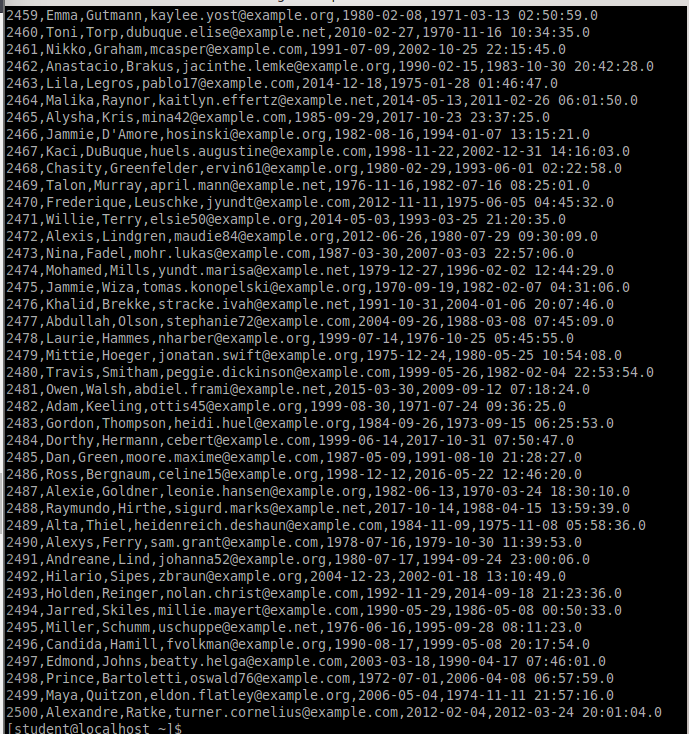 2459,Emma,Gutmann,kaylee.yost@example.org,1980-02-08,1971-03-13 02:50:59.0
2460,Toni,Torp,dubuque.elise@example.net,2010-02-27,1970-11-16 10:34:35.0
2461,Nikko,Graham,mcasper@example.com,1991-07-09,2002-10-25 22:15:45.0
2462,Anastacio,Brakus,jacinthe.lemke@example.com,1990-02-15,1983-10-30 20:42:28.0
2463,Lila,Legros,pablo17@example.com,2014-12-18,1975-01-28 01:46:47.0
2464,Malika,Raynor,kaitlyn.effertz@example.net,2014-05-13,2011-02-26 06:01:50.0
2465,Alysha,Kris,mina42@example.com,1985-09-29,2017-10-23 23:37:25.0
2466,Jammie,D'Amore,hosinski@example.com,1982-08-16,1994-01-07 13:15:21.0
2467,Kaci,DuBuque,huels.augustine@example.com,1998-11-22,2002-12-31 14:16:03.0
2468,Chasity,Greenfelder,ervin61@example.com,1980-02-29,1993-06-01 02:22:58.0
2469,Talon,Murray,april.mann@example.net,1976-11-16,1982-07-16 08:25:01.0
2470,Frederique,Leuschke,jyundt@example.com,2012-11-11,1975-06-05 04:45:32.0
2471,Willie,Terry,elsie50@example.org,2014-05-03,1993-03-25 21:20:35.0
2472,Alexis,Lindgren,maudie84@example.org,2012-06-26,1980-07-29 09:30:09.0
2473,Nina,Fadel,mohr.lukas@example.com,1987-03-30,2007-03-03 22:57:06.0
2474,Mohamed,Mills,yundt.marisa@example.net,1979-12-27,1996-02-02 12:44:29.0
2475,Jammie,Wiza,tomas.konopelski@example.com,1970-09-19,1982-02-07 04:31:06.0
2476,Khalid,Brekke,stracke.ivah@example.net,1991-10-31,2004-01-06 20:07:46.0
2477,Abdullah,Olson,stephanie72@example.com,2004-09-26,1988-03-08 07:45:09.0
2478,Laurie,Hammes,nharber@example.org,1999-07-14,1976-10-25 05:45:55.0
2479,Mittie,Hoeger,jonatan.swift@example.com,1975-12-24,1980-05-25 10:54:08.0
2480,Travis,Smitham,peggie.dickinson@example.com,1999-05-26,1982-02-04 22:53:54.0
2481,Owen,Walsh,abdiel.frami@example.net,2015-03-30,2009-09-12 07:18:24.0
2482,Adam,Keeling,ottis45@example.org,1999-08-30,1971-07-24 09:36:25.0
2483,Gordon,Thompson,heidi.huel@example.org,1984-09-26,1973-09-15 06:25:53.0
2484,Dorthy,Hermann,cebert@example.com,1999-06-14,2017-10-31 07:50:47.0
2485,Dan,Green,moore.maxime@example.com,1987-05-09,1991-08-10 21:28:27.0
2486,Ross,Bergnaum,celine15@example.org,1998-12-12,2016-05-22 12:46:20.0
2487,Alexie,Goldner,leonie.hansen@example.org,1982-06-13,1970-03-24 18:30:10.0
2488,Raymundo,Hirthe,sigurd.marks@example.net,2017-10-14,1988-04-15 13:59:39.0
2489,Alta,Thiel,heidenreich.deshaun@example.com,1984-11-09,1975-11-08 05:58:36.0
2490,Alexys,Ferry,sam.grant@example.com,1978-07-16,1979-10-30 11:39:53.0
2491,Andreane,Lind,johanna52@example.org,1980-07-17,1994-09-24 23:00:06.0
2492,Hilario,Sipes,zbraun@example.org,2004-12-23,2002-01-18 13:10:49.0
2493,Holden,Reinger,nolan.christ@example.com,1992-11-29,2014-09-18 21:23:36.0
2494,Jarred,Skiles,millie.mayert@example.com,1990-05-29,1986-05-08 00:50:33.0
2495,Miller,Schumm,uschuppe@example.net,1976-06-16,1995-09-28 08:11:23.0
2496,Candida,Hamill,fvolkman@example.org,1990-08-17,1999-05-08 20:17:54.0
2497,Edmond,Johns,beatty.helga@example.com,2003-03-18,1990-04-17 07:46:01.0
2498,Prince,Bartoletti,oswald76@example.com,1972-07-01,2006-04-08 06:57:59.0
2499,Maya,Quitzon,eldon.flatley@example.org,2006-05-04,1974-11-11 21:57:16.0
2500,Alexandre,Ratke,turner.cornelius@example.com,2012-02-04,2012-03-24 20:01:04.0
[student@localhost ~]$